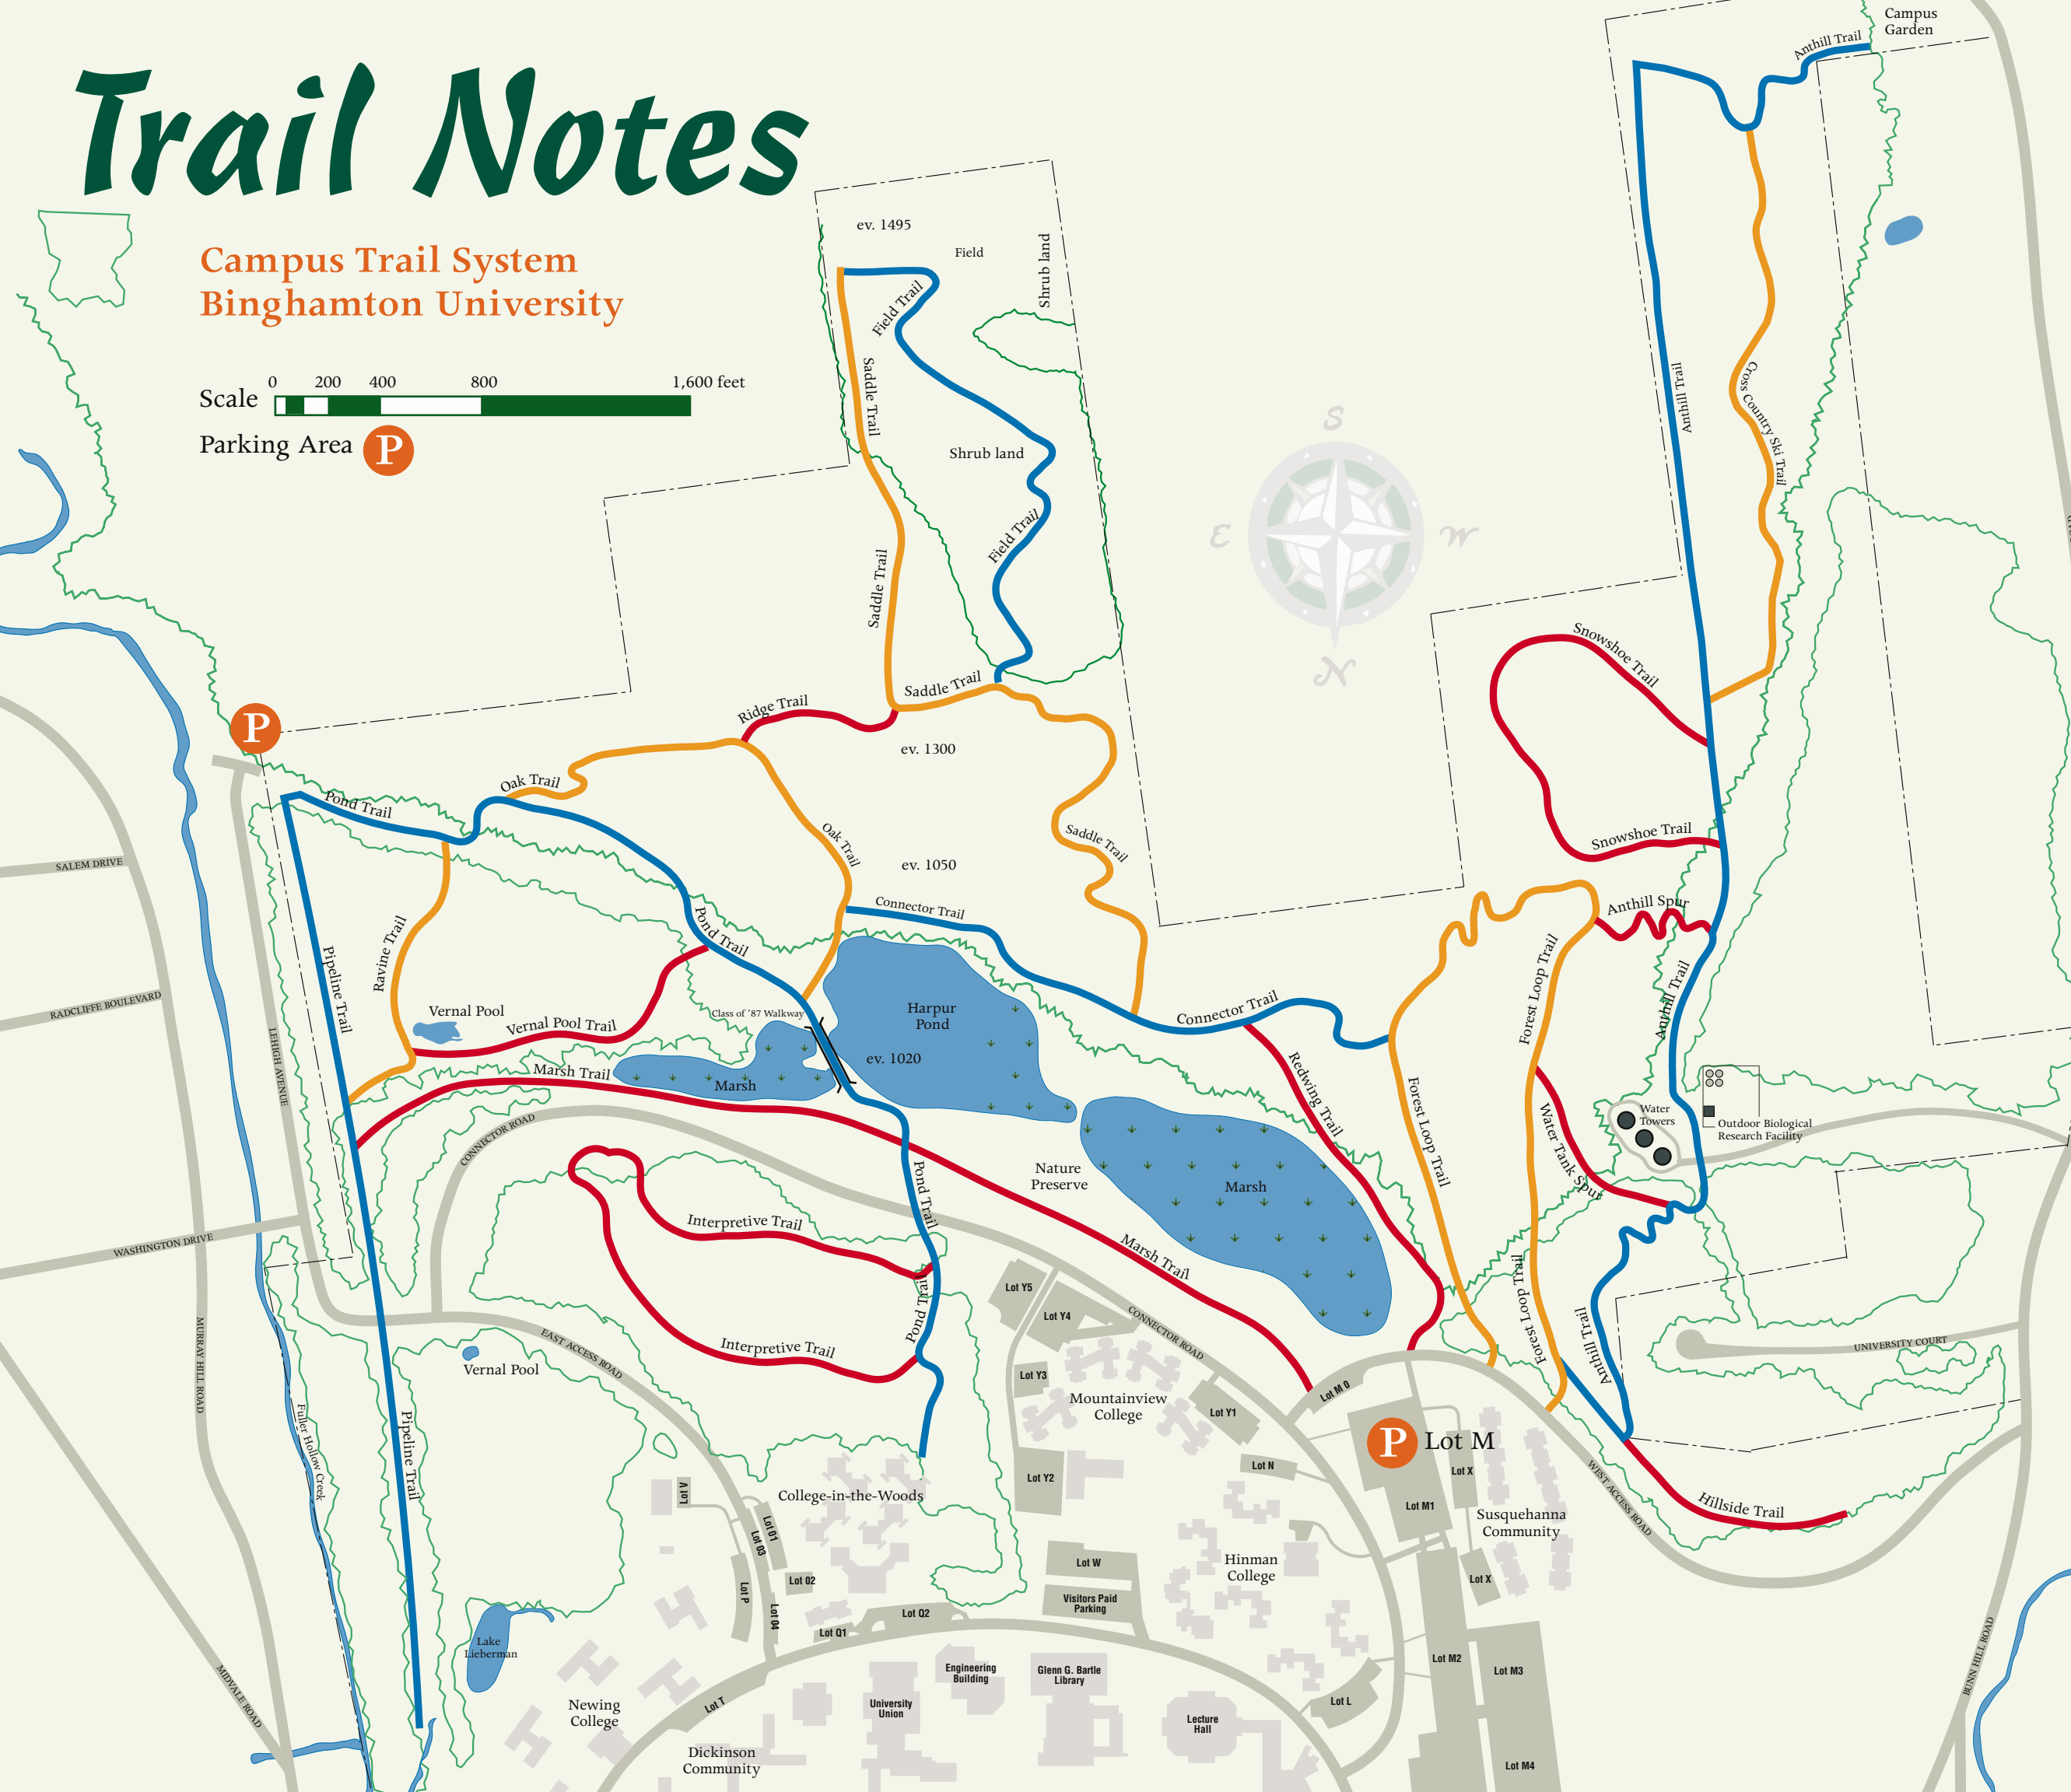 Trail Notes
Campus Trail System
Binghamton University
0 200 400 800 1,600 feet
Scale
Parking Area P
Campus
Garden
Anthill Trail
ev. 1495
Field
Shrub land
Field Trail
Saddle Trail
Shrub land
Field Trail
Saddle Trail
Saddle Trail
Ridge Trail
ev. 1300
S
E
W
N
Anthill Trail
Cross Country Ski Trail
Snowshoe Trail
Snowshoe Trail
P
Pond Trail
Oak Trail
Oak Trail
ev. 1050
Saddle Trail
Connector Trail
Pond Trail
SALEM DRIVE
RADCLIFFE BOULEVARD
LEHIGH AVENUE
Pipeline Trail
Ravine Trail
Vernal Pool
Vernal Pool Trail
Class of ’87 Walkway
Harpur
Pond
ev. 1020
Marsh
Marsh Trail
Connector Trail
Redwing Trail
Forest Loop Trail
Forest Loop Trail
Anthill Spur
Anthill Trail
Water
Towers
Outdoor Biological
Research Facility
Water Tank Spur
CONNECTOR ROAD
Nature
Preserve
Marsh
Marsh Trail
Pond Trail
Interpretive Trail
Interpretive Trail
Pond Trail
WASHINGTON DRIVE
MURRAY HILL ROAD
Fuller Hollow Creek
Vernal Pool
EAST ACCESS ROAD
Pipeline Trail
Lot Y5
Lot Y4
CONNECTOR ROAD
Lot Y3
Mountainview
College
Lot Y1
Lot M 0
Forest Loop Trail
Anthill Trail
UNIVERSITY COURT
P Lot M
Lot N
Lot X
Lot Y2
Lot M1
Susquehanna
Community
WEST ACCESS ROAD
Hillside Trail
College-in-the-Woods
Lot V
Lot 01
Lot 03
Lot 02
Lot P
Lot 04
Lot Q1
Lot Q2
Lot W
Visitors Paid
Parking
Hinman
College
Lot X
Lake
Lieberman
MIDVALE ROAD
Newing
College
Lot T
Dickinson
Community
University
Union
Engineering
Building
Glenn G. Bartle
Library
Lecture
Hall
Lot L
Lot M2
Lot M3
Lot M4
BUNN HILL ROAD